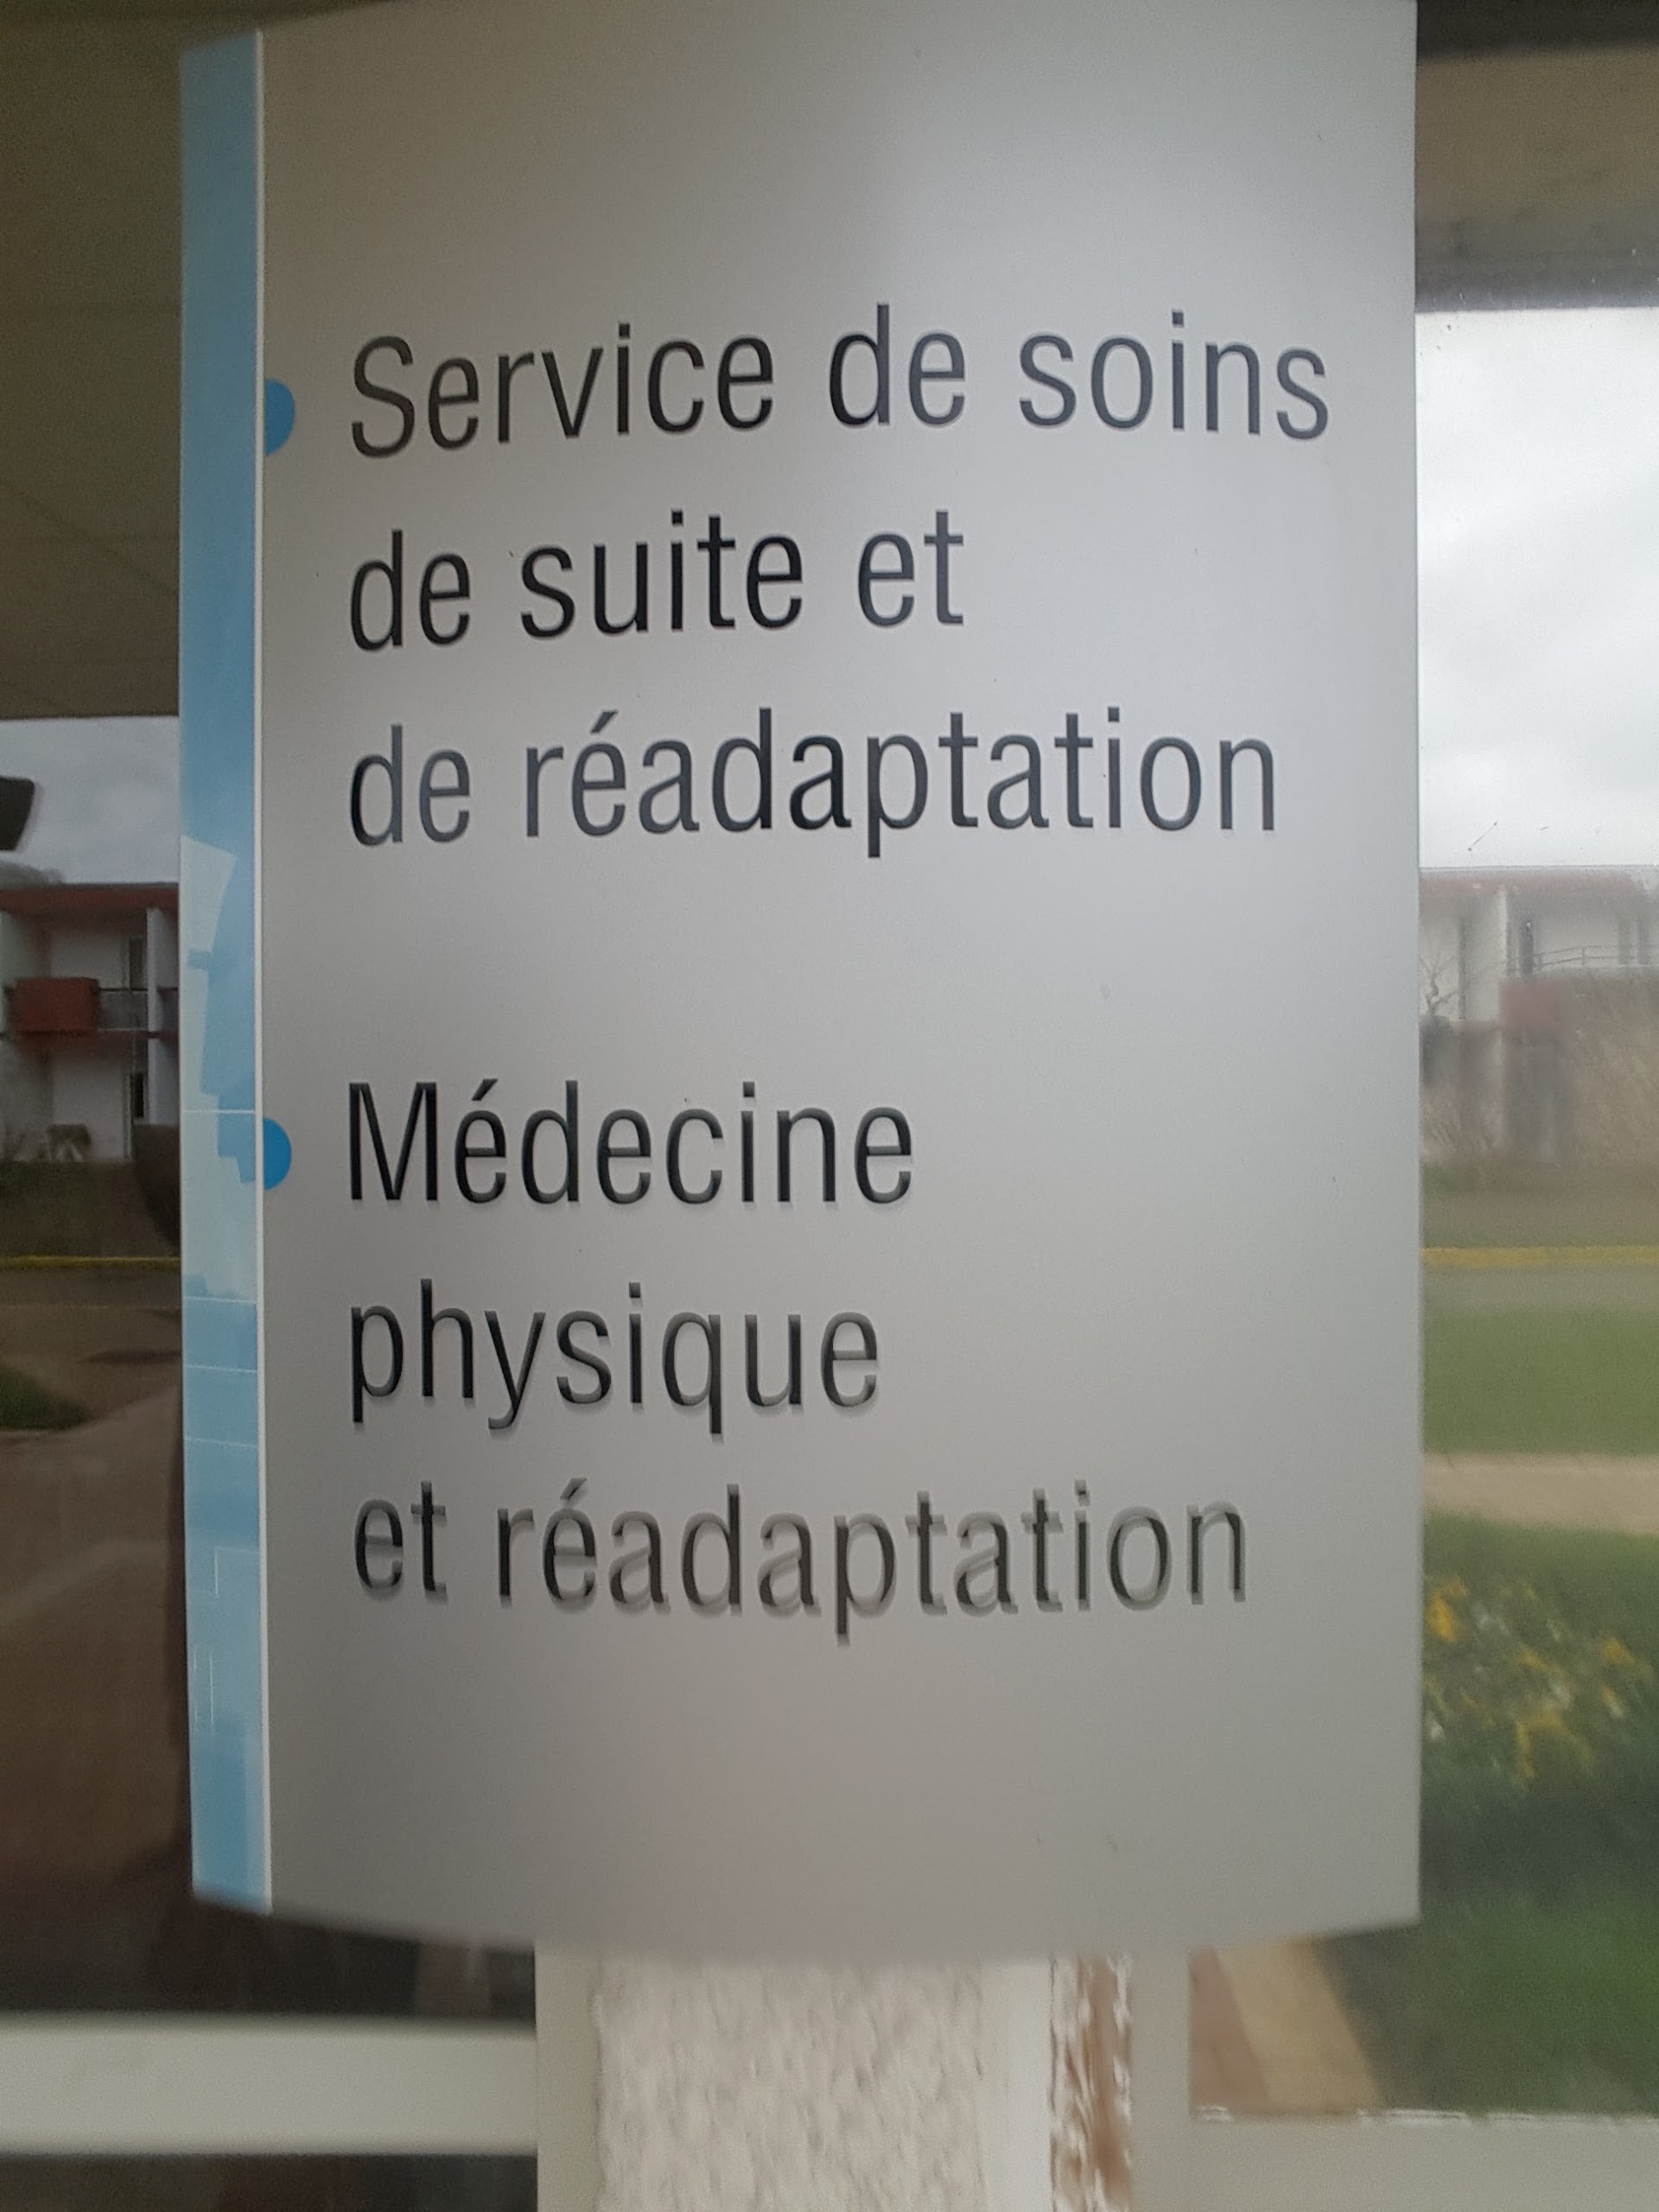 Service de soins
de suite et
de réadaptation
Médecine
physique
et réadaptation